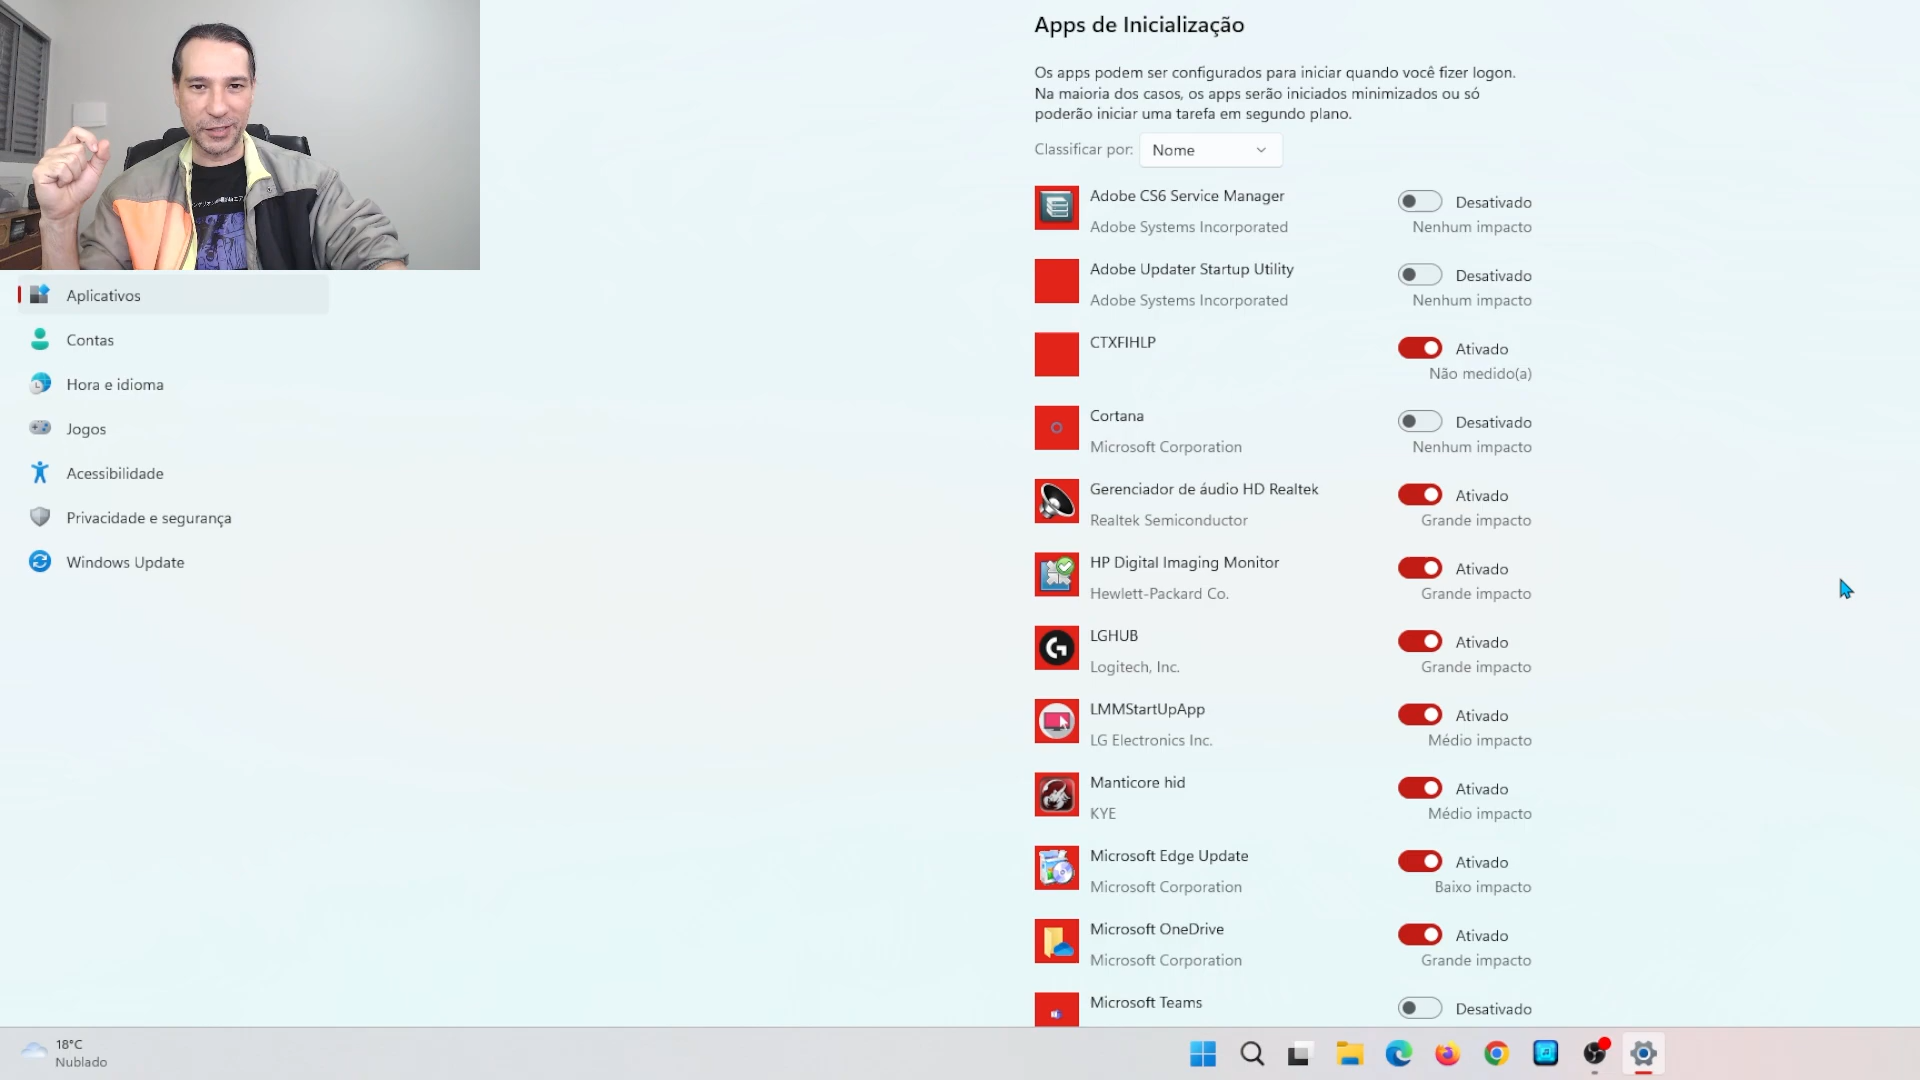 Apps de Inicialização
Os apps podem ser configurados para iniciar quando você fizer logon.
Na maioria dos casos, os apps serão iniciados minimizados ou só
poderão iniciar uma tarefa em segundo plano.
Classificar por: Nome
Adobe CS6 Service Manager
Desativado
Adobe Systems Incorporated
Nenhum impacto
Adobe Updater Startup Utility
Desativado
Adobe Systems Incorporated
Nenhum impacto
CTXFIHLP
Ativado
Não medido(a)
Cortana
Desativado
Microsoft Corporation
Nenhum impacto
Gerenciador de áudio HD Realtek
Ativado
Realtek Semiconductor
Grande impacto
HP Digital Imaging Monitor
Ativado
Hewlett-Packard Co.
Grande impacto
LGHUB
Ativado
Logitech, Inc.
Grande impacto
LMMStartUpApp
Ativado
LG Electronics Inc.
Médio impacto
Manticore hid
Ativado
KYE
Médio impacto
Microsoft Edge Update
Ativado
Microsoft Corporation
Baixo impacto
Microsoft OneDrive
Ativado
Microsoft Corporation
Grande impacto
Microsoft Teams
Desativado
Aplicativos
Contas
Hora e idioma
Jogos
Acessibilidade
Privacidade e segurança
Windows Update
18°C
Nublado